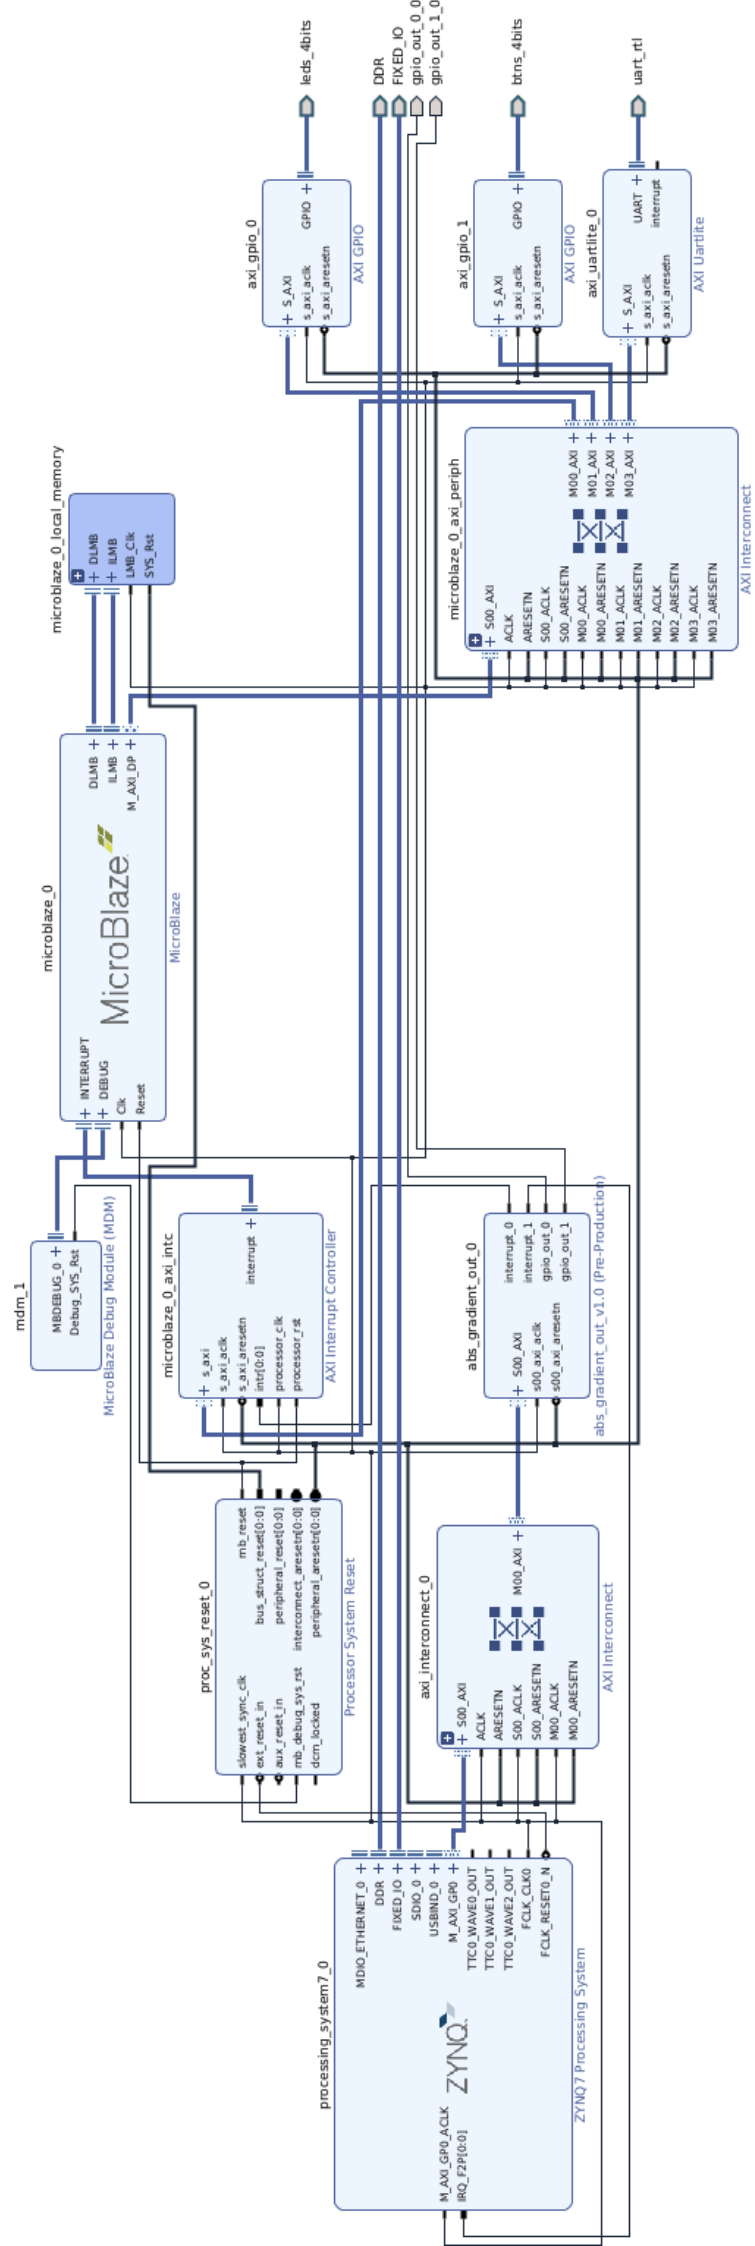 processing_system7_0
M_AXI_GP0_ACLK
IRQ_F2P[0:0]
ZYNQ
MDIO_ETHERNET_0
DDR
FIXED_IO
SDIO_0
USBIND_0
M_AXI_GP0
TTC0_WAVE0_OUT
TTC0_WAVE1_OUT
TTC0_WAVE2_OUT
FCLK_CLK0
FCLK_RESET0_N
ZYNQ7 Processing System
proc_sys_reset_0
slowest_sync_clk
ext_reset_in
aux_reset_in
mb_debug_sys_rst
dcm_locked
mb_reset
bus_struct_reset[0:0]
peripheral_reset[0:0]
interconnect_aresetn[0:0]
peripheral_aresetn[0:0]
Processor System Reset
axi_interconnect_0
S00_AXI
ACLK
ARESETN
S00_ACLK
S00_ARESETN
M00_ACLK
M00_ARESETN
M00_AXI
AXI Interconnect
mdm_1
MBDEBUG_0
Debug_SYS_Rst
MicroBlaze Debug Module (MDM)
microblaze_0_axi_intc
s_axi
s_axi_aclk
s_axi_aresetn
intr[0:0]
processor_clk
processor_rst
interrupt
AXI Interrupt Controller
abs_gradient_out_0
S00_AXI
s00_axi_aclk
s00_axi_aresetn
interrupt_0
interrupt_1
gpio_out_0
gpio_out_1
abs_gradient_out_v1.0 (Pre-Production)
microblaze_0
INTERRUPT
DEBUG
Clk
Reset
MicroBlaze
DLMB
ILMB
M_AXI_DP
MicroBlaze
microblaze_0_local_memory
DLMB
ILMB
LMB_Clk
SYS_Rst
microblaze_0_axi_periph
S00_AXI
ACLK
ARESETN
S00_ACLK
S00_ARESETN
M00_ACLK
M00_ARESETN
M01_ACLK
M01_ARESETN
M02_ACLK
M02_ARESETN
M03_ACLK
M03_ARESETN
M00_AXI
M01_AXI
M02_AXI
M03_AXI
AXI Interconnect
axi_gpio_0
S_AXI
s_axi_aclk
s_axi_aresetn
GPIO
AXI GPIO
axi_gpio_1
S_AXI
s_axi_aclk
s_axi_aresetn
GPIO
AXI GPIO
axi_uartlite_0
S_AXI
s_axi_aclk
s_axi_aresetn
UART
interrupt
AXI Uartlite
leds_4bits
DDR
FIXED_IO
gpio_out_0_0
gpio_out_1_0
btns_4bits
uart_rtl